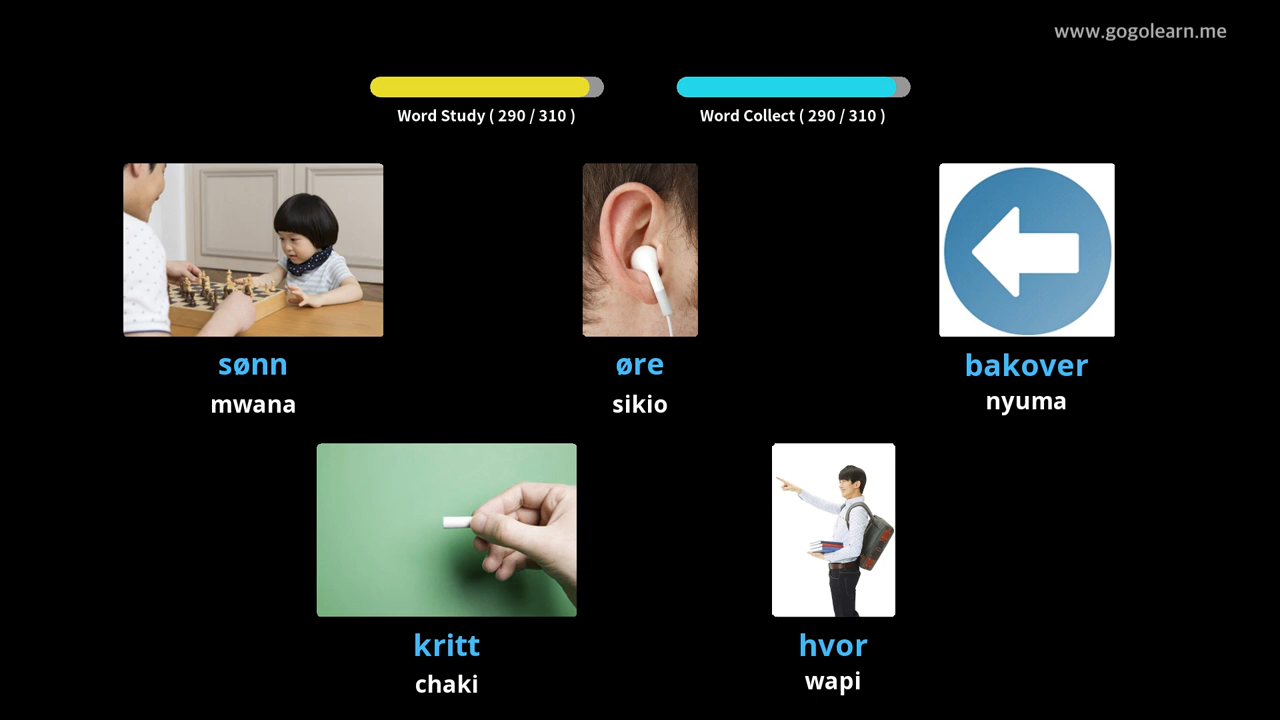 www.gogolearn.me
Word Study ( 290 / 310 )
Word Collect ( 290 / 310 )
sønn
mwana
øre
sikio
bakover
nyuma
kritt
chaki
hvor
wapi